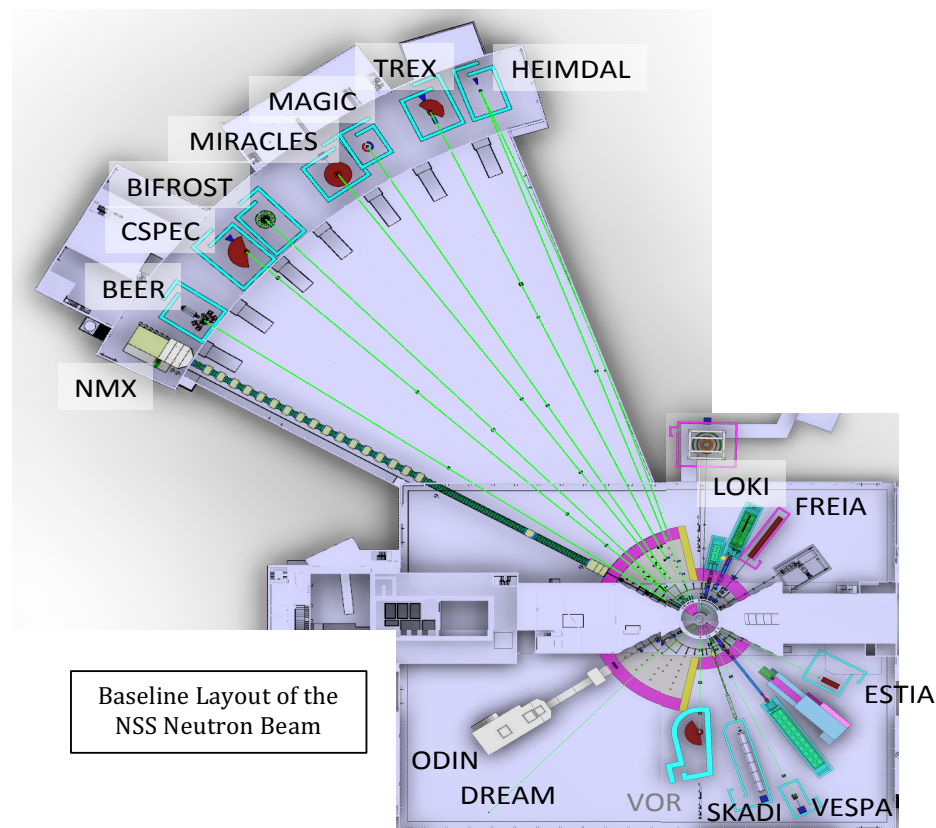 TREX
HEIMDAL
MAGIC
MIRACLES
BIFROST
CSPEC
BEER
NMX
LOKI
FREIA
Baseline Layout of the
NSS Neutron Beam
ESTIA
ODIN
DREAM
VOR
SKADI
VESPA